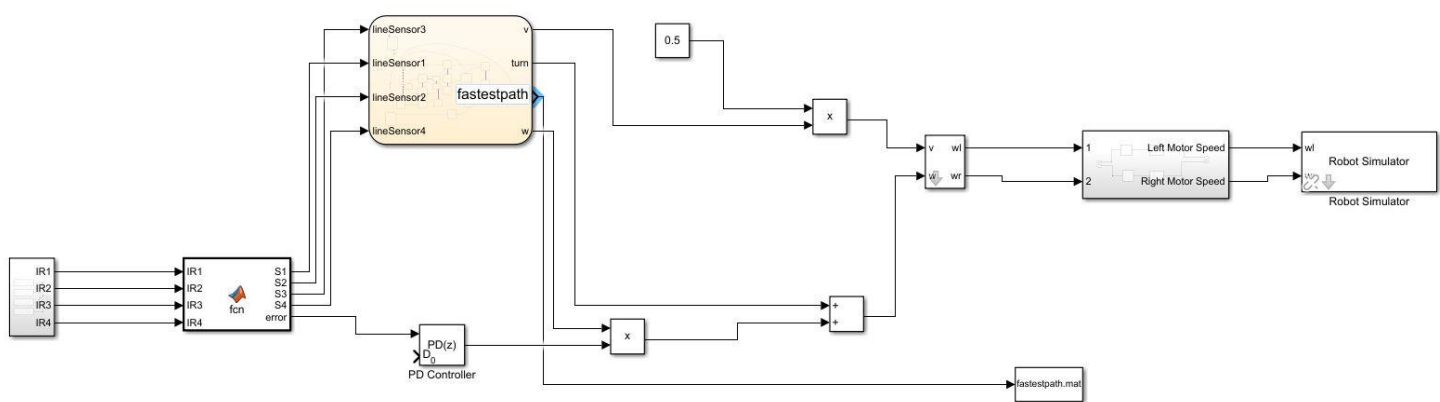 lineSensor3
lineSensor1
lineSensor2
lineSensor4
v
turn
fastestpath
w
0.5
x
v
w
wl
wr
1
2
Left Motor Speed
Right Motor Speed
wl
Robot Simulator
Robot Simulator
IR1
IR2
IR3
IR4
IR1
IR2
IR3
IR4
fcn
S1
S2
S3
S4
error
PD(z)
D0
PD Controller
x
+
+
fastestpath.mat